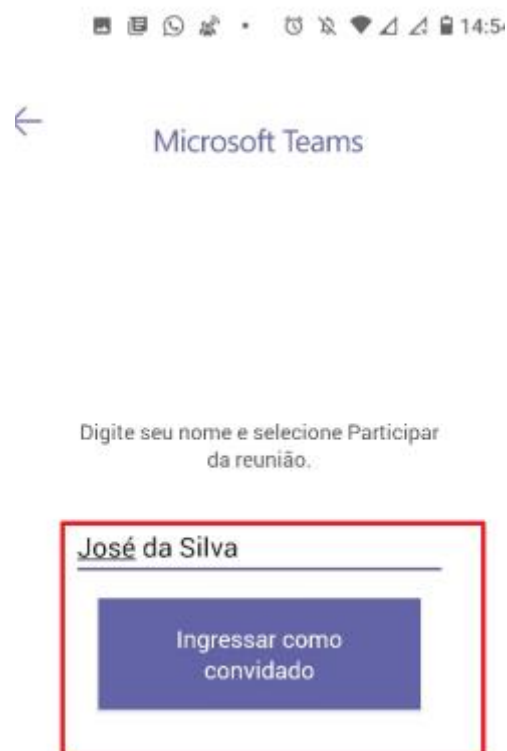 14:54
Microsoft Teams
Digite seu nome e selecione Participar
da reunião.
José da Silva
Ingressar como
convidado